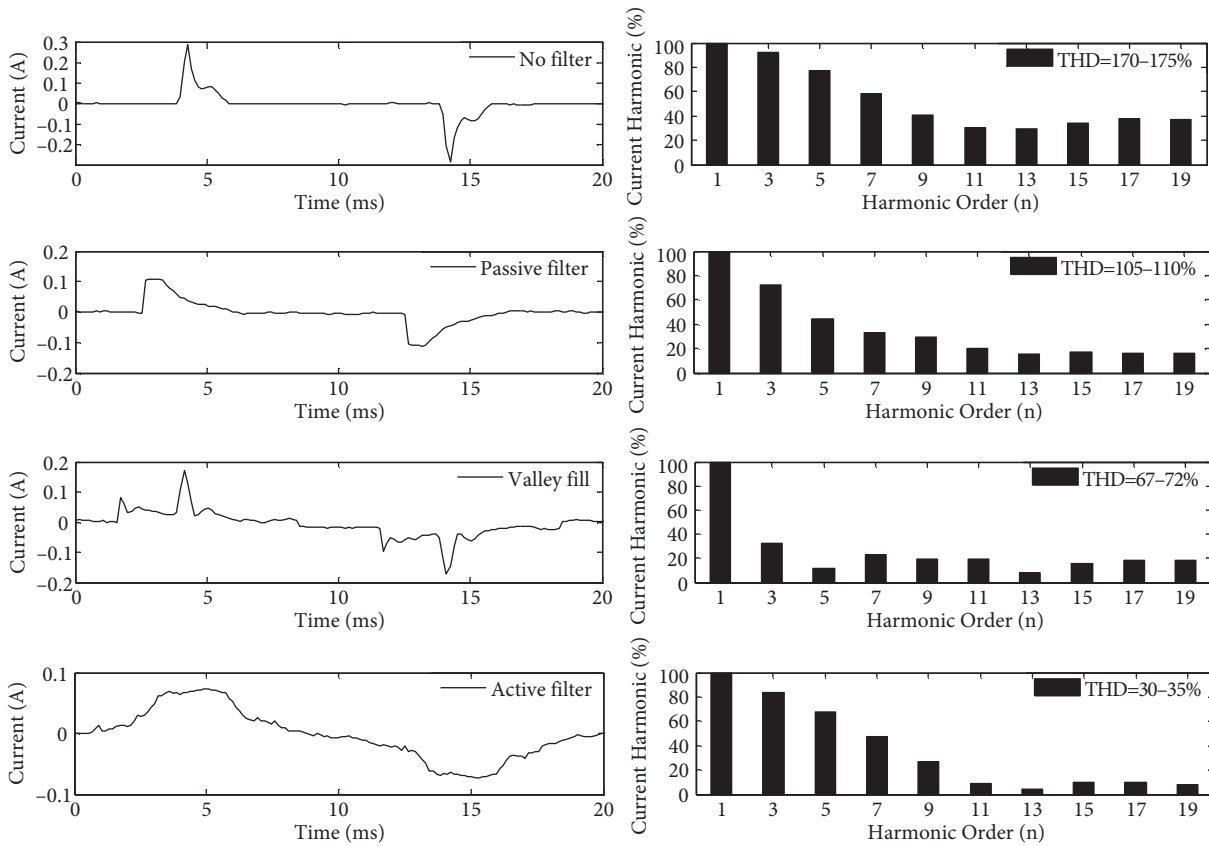 Current (A)
0.3
0.2
0.1
0
−0.1
−0.2
No filter
0
5
10
15
20
Time (ms)
Current Harmonic (%)
100
80
60
40
20
0
THD=170–175%
1 3 5 7 9 11 13 15 17 19
Harmonic Order (n)
Current (A)
0.2
0.1
0
−0.1
−0.2
Passive filter
0
5
10
15
20
Time (ms)
Current Harmonic (%)
100
80
60
40
20
0
THD=105–110%
1 3 5 7 9 11 13 15 17 19
Harmonic Order (n)
Current (A)
0.2
0.1
0
−0.1
−0.2
Valley fill
0
5
10
15
20
Time (ms)
Current Harmonic (%)
100
80
60
40
20
0
THD=67–72%
1 3 5 7 9 11 13 15 17 19
Harmonic Order (n)
Current (A)
0.1
0
−0.1
Active filter
0
5
10
15
20
Time (ms)
Current Harmonic (%)
100
80
60
40
20
0
THD=30–35%
1 3 5 7 9 11 13 15 17 19
Harmonic Order (n)